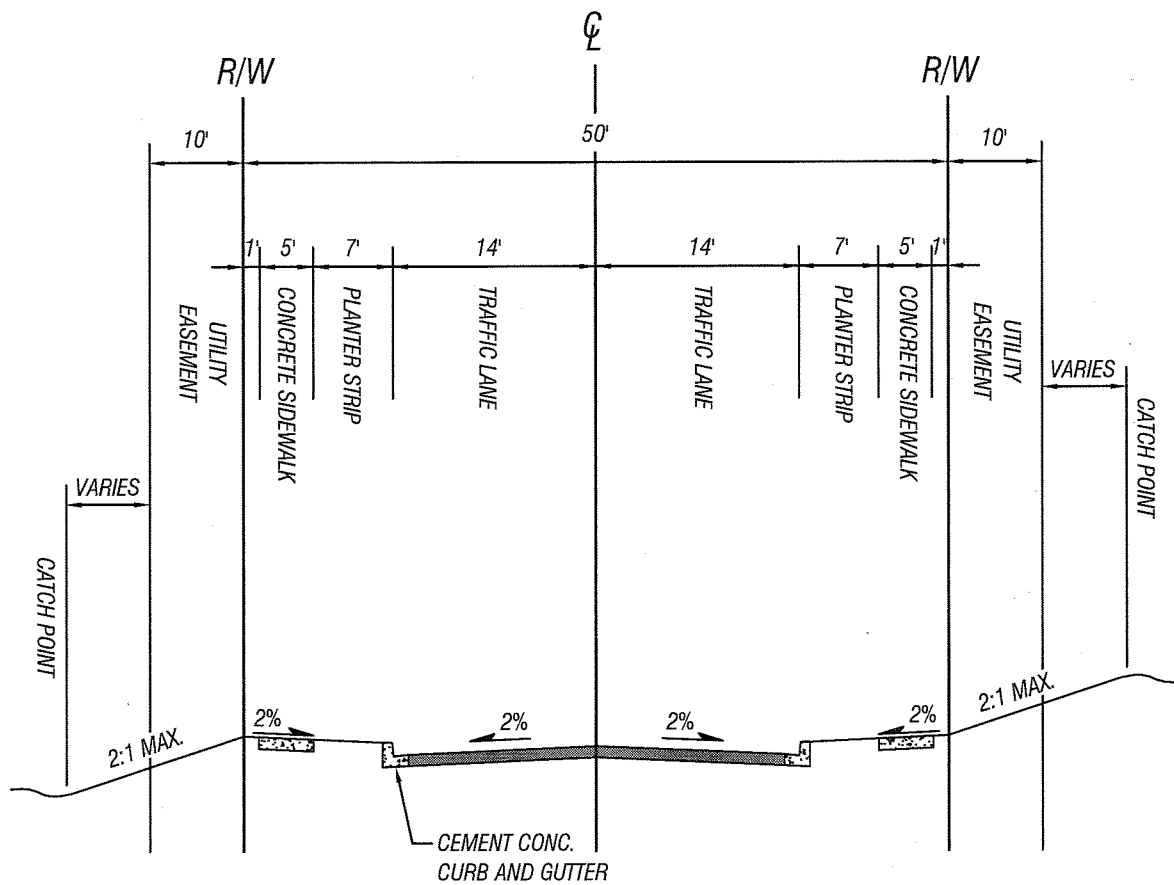 ℄
R/W
R/W
10'
50'
10'
1'
5'
7'
14'
14'
7'
5'
1'
UTILITY
EASEMENT
CONCRETE SIDEWALK
PLANTER STRIP
TRAFFIC LANE
TRAFFIC LANE
PLANTER STRIP
CONCRETE SIDEWALK
UTILITY
EASEMENT
VARIES
CATCH POINT
VARIES
CATCH POINT
2:1 MAX.
2%
2%
2%
2%
2:1 MAX.
CEMENT CONC.
CURB AND GUTTER